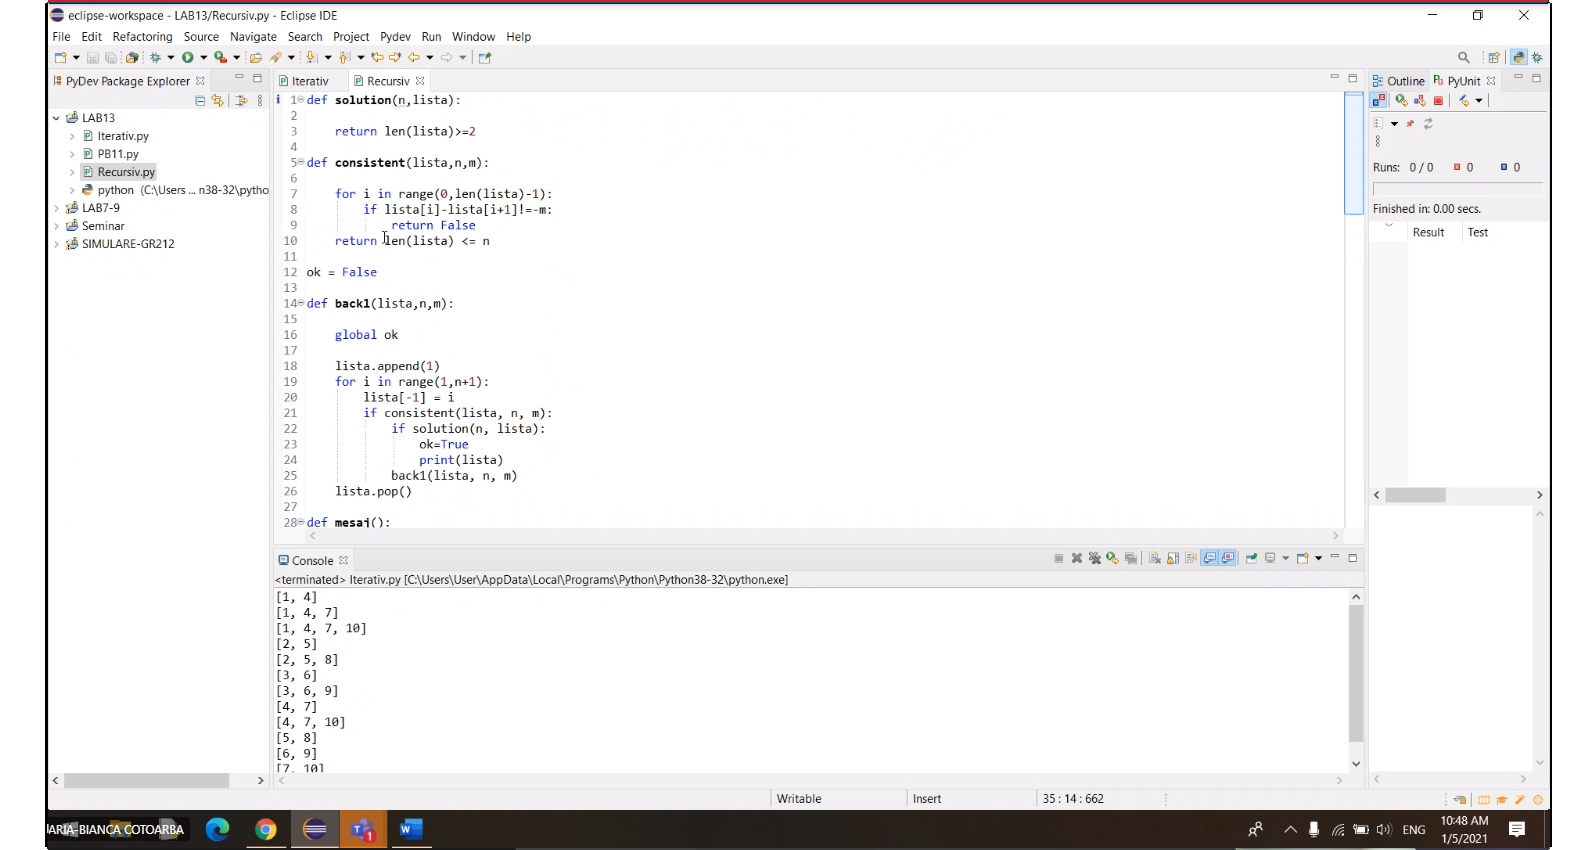 eclipse-workspace - LAB13/Recursiv.py - Eclipse IDE
File Edit Refactoring Source Navigate Search Project Pydev Run Window Help
PyDev Package Explorer
LAB13
Iterativ.py
PB11.py
Recursiv.py
python (C:\Users ... n38-32\pytho
LAB7-9
Seminar
SIMULARE-GR212
Iterativ
Recursiv
1 def solution(n,lista):
2
3 return len(lista)>=2
4
5 def consistent(lista,n,m):
6
7 for i in range(0,len(lista)-1):
8 if lista[i]-lista[i+1]!=-m:
9 return False
10 return len(lista) <= n
11
12 ok = False
13
14 def back1(lista,n,m):
15
16 global ok
17
18 lista.append(1)
19 for i in range(1,n+1):
20 lista[-1] = i
21 if consistent(lista, n, m):
22 if solution(n, lista):
23 ok=True
24 print(lista)
25 back1(lista, n, m)
26 lista.pop()
27
28 def mesaj():
Outline PyUnit
Runs: 0 / 0 0 0
Finished in: 0.00 secs.
Result Test
Console
<terminated> Iterativ.py [C:\Users\User\AppData\Local\Programs\Python\Python38-32\python.exe]
[1, 4]
[1, 4, 7]
[1, 4, 7, 10]
[2, 5]
[2, 5, 8]
[3, 6]
[3, 6, 9]
[4, 7]
[4, 7, 10]
[5, 8]
[6, 9]
[7, 10]
Writable Insert 35 : 14 : 662
ARIA-BIANCA COTOARBA
1
ENG
10:48 AM
1/5/2021